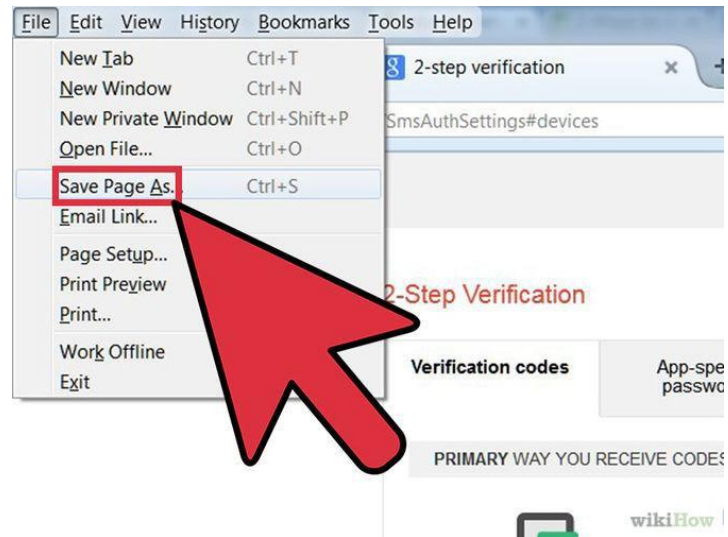 File Edit View History Bookmarks Tools Help
New Tab Ctrl+T
New Window Ctrl+N
New Private Window Ctrl+Shift+P
Open File... Ctrl+O
Save Page As.. Ctrl+S
Email Link...
Page Setup...
Print Preview
Print...
Work Offline
Exit
2-step verification
SmsAuthSettings#devices
2-Step Verification
Verification codes
App-spe
passwo
PRIMARY WAY YOU RECEIVE CODES
wikiHow